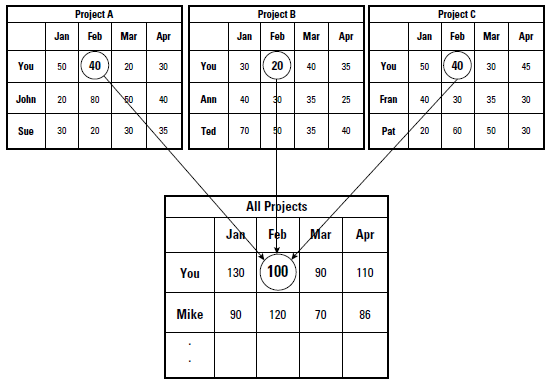 Project A
Jan Feb Mar Apr
You 50 40 20 30
John 20 80 50 40
Sue 30 20 30 35
Project B
Jan Feb Mar Apr
You 30 20 40 35
Ann 40 30 35 25
Ted 70 50 35 40
Project C
Jan Feb Mar Apr
You 50 40 30 45
Fran 40 30 35 30
Pat 20 60 50 30
All Projects
Jan Feb Mar Apr
You 130 100 90 110
Mike 90 120 70 86
.
.